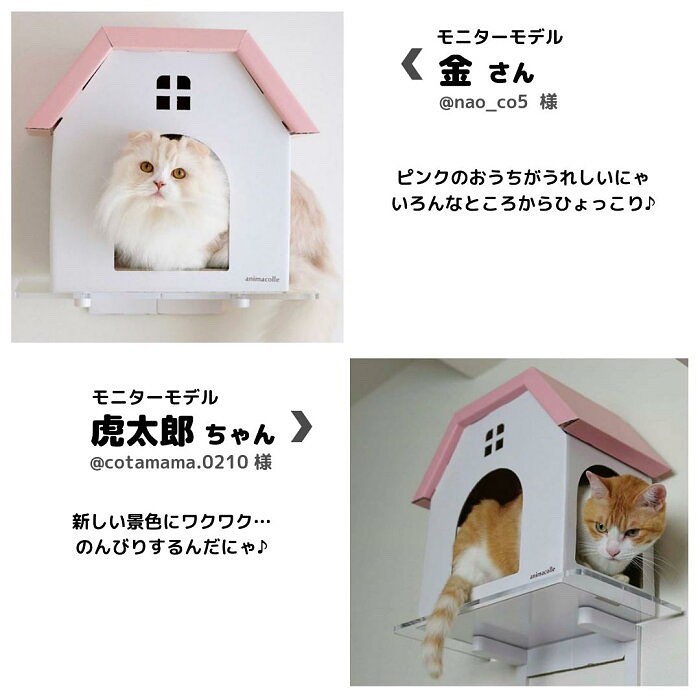 モニターモデル
金 さん
@nao_co5 様
ピンクのおうちがうれしいにゃ
いろんなところからひょっこり♪
animacolle
モニターモデル
虎太郎 ちゃん
@cotamama.0210 様
新しい景色にワクワク…
のんびりするんだにゃ♪
animacolle